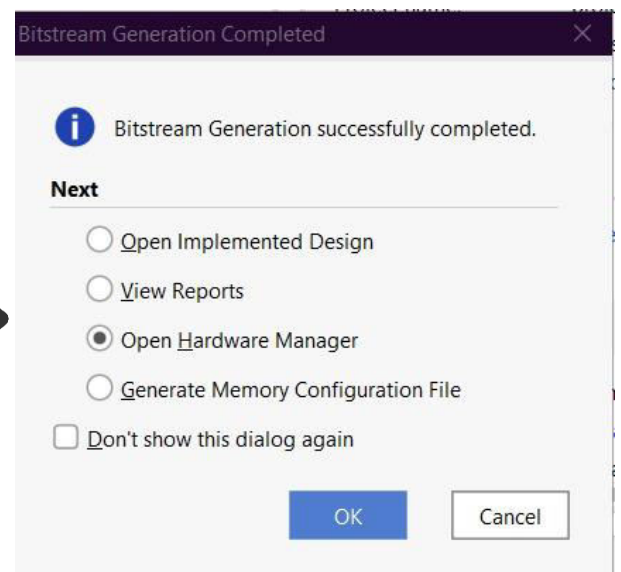 Bitstream Generation Completed
Bitstream Generation successfully completed.
Next
Open Implemented Design
View Reports
Open Hardware Manager
Generate Memory Configuration File
Don't show this dialog again
OK Cancel